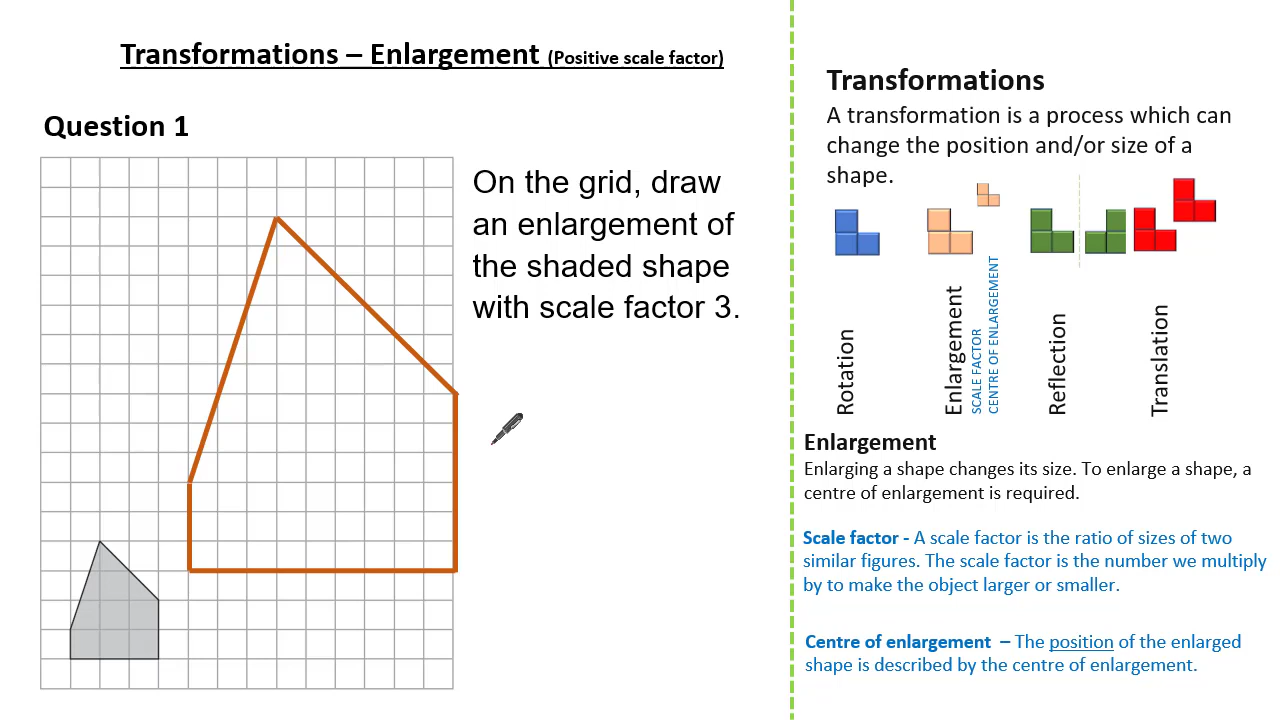 Transformations – Enlargement (Positive scale factor)
Question 1
On the grid, draw
an enlargement of
the shaded shape
with scale factor 3.
Transformations
A transformation is a process which can
change the position and/or size of a
shape.
Rotation
Enlargement
SCALE FACTOR
CENTRE OF ENLARGEMENT
Reflection
Translation
Enlargement
Enlarging a shape changes its size. To enlarge a shape, a
centre of enlargement is required.
Scale factor - A scale factor is the ratio of sizes of two
similar figures. The scale factor is the number we multiply
by to make the object larger or smaller.
Centre of enlargement – The position of the enlarged
shape is described by the centre of enlargement.